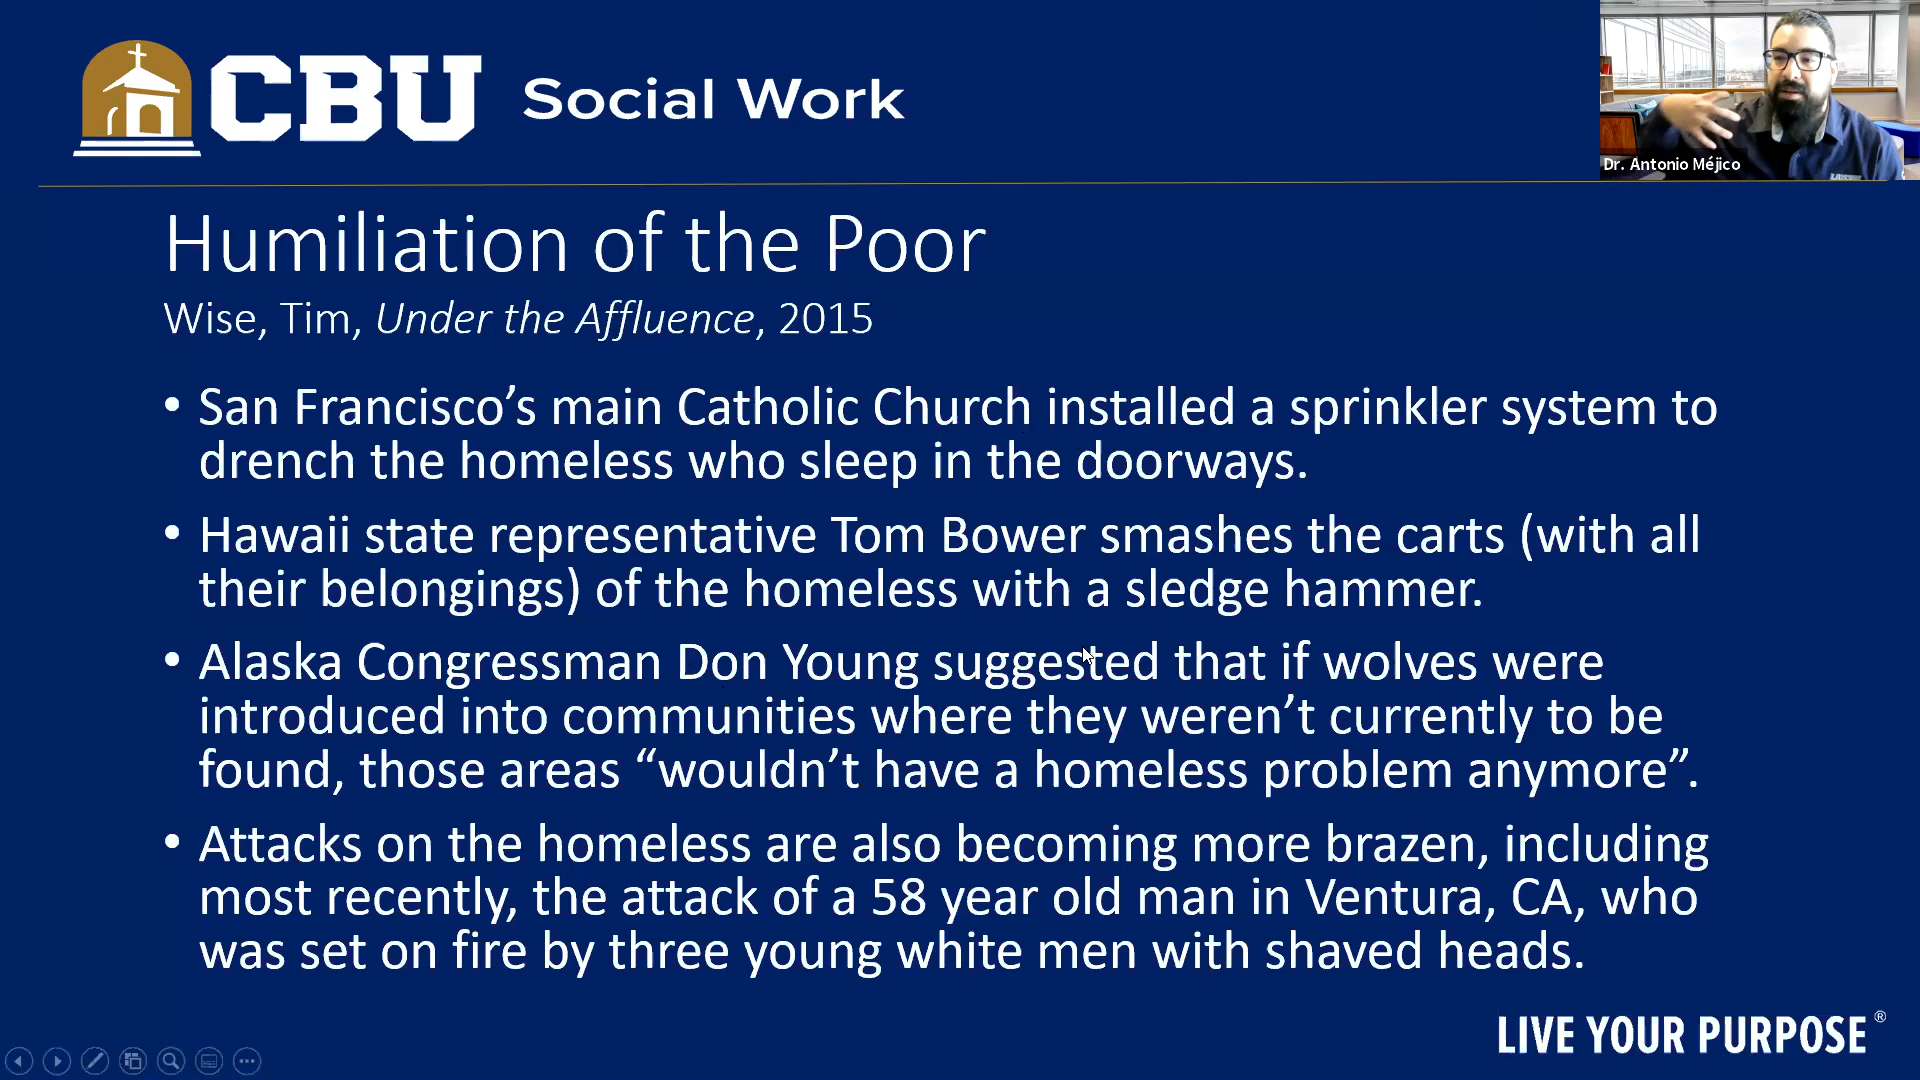 CBU Social Work
Dr. Antonio Méjico
Humiliation of the Poor
Wise, Tim, Under the Affluence, 2015
• San Francisco’s main Catholic Church installed a sprinkler system to
drench the homeless who sleep in the doorways.
• Hawaii state representative Tom Bower smashes the carts (with all
their belongings) of the homeless with a sledge hammer.
• Alaska Congressman Don Young suggested that if wolves were
introduced into communities where they weren’t currently to be
found, those areas “wouldn’t have a homeless problem anymore”.
• Attacks on the homeless are also becoming more brazen, including
most recently, the attack of a 58 year old man in Ventura, CA, who
was set on fire by three young white men with shaved heads.
LIVE YOUR PURPOSE®